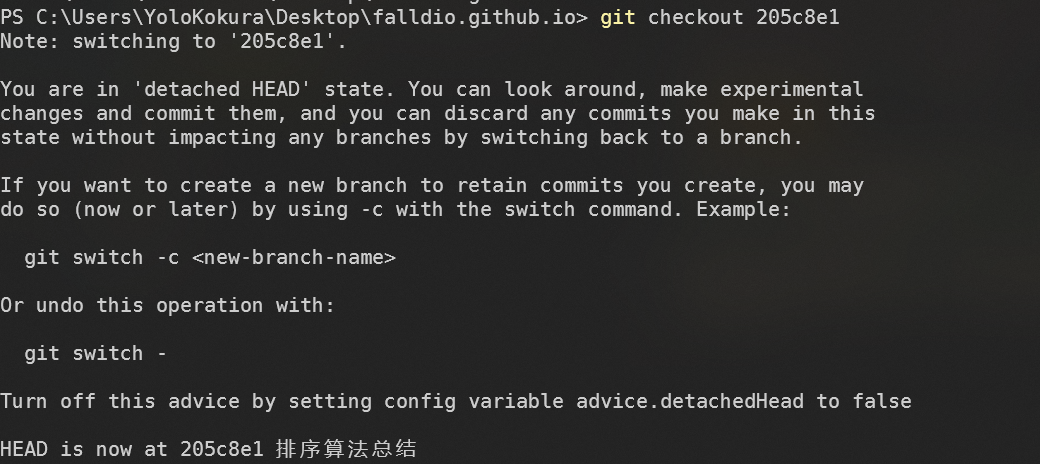 PS C:\Users\YoloKokura\Desktop\falldio.github.io> git checkout 205c8e1
Note: switching to '205c8e1'.
You are in 'detached HEAD' state. You can look around, make experimental
changes and commit them, and you can discard any commits you make in this
state without impacting any branches by switching back to a branch.
If you want to create a new branch to retain commits you create, you may
do so (now or later) by using -c with the switch command. Example:
  git switch -c <new-branch-name>
Or undo this operation with:
  git switch -
Turn off this advice by setting config variable advice.detachedHead to false
HEAD is now at 205c8e1 排序算法总结